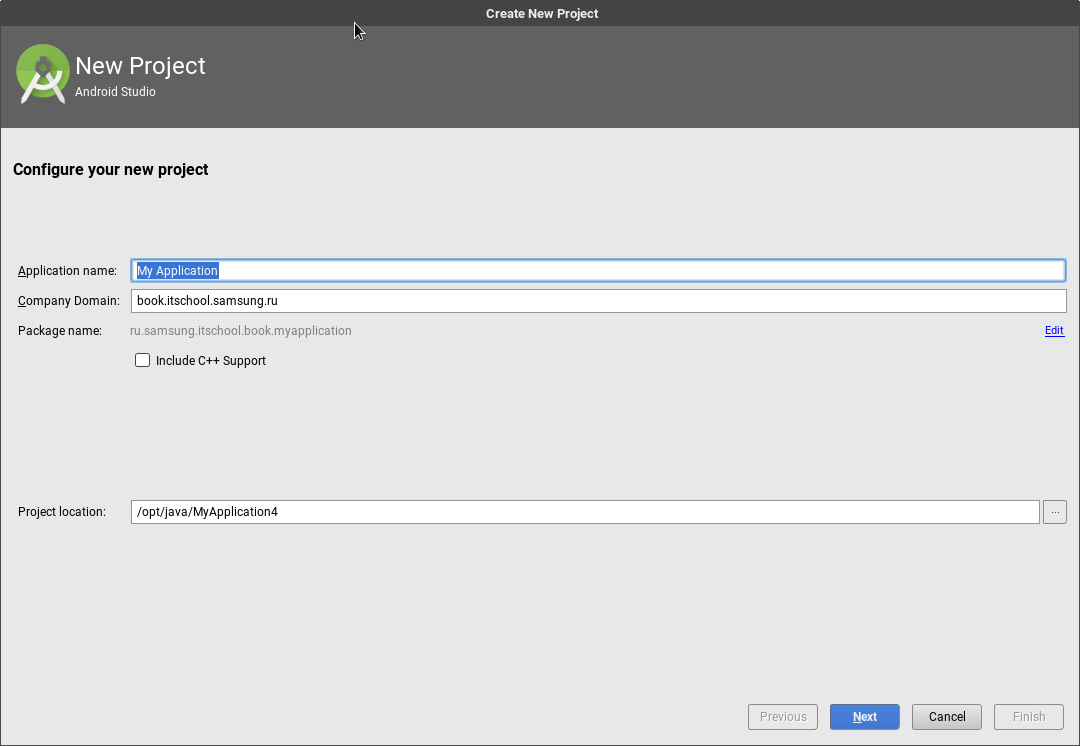 Create New Project
New Project
Android Studio
Configure your new project
Application name: My Application
Company Domain: book.itschool.samsung.ru
Package name: ru.samsung.itschool.book.myapplication Edit
Include C++ Support
Project location: /opt/java/MyApplication4 ...
Previous Next Cancel Finish